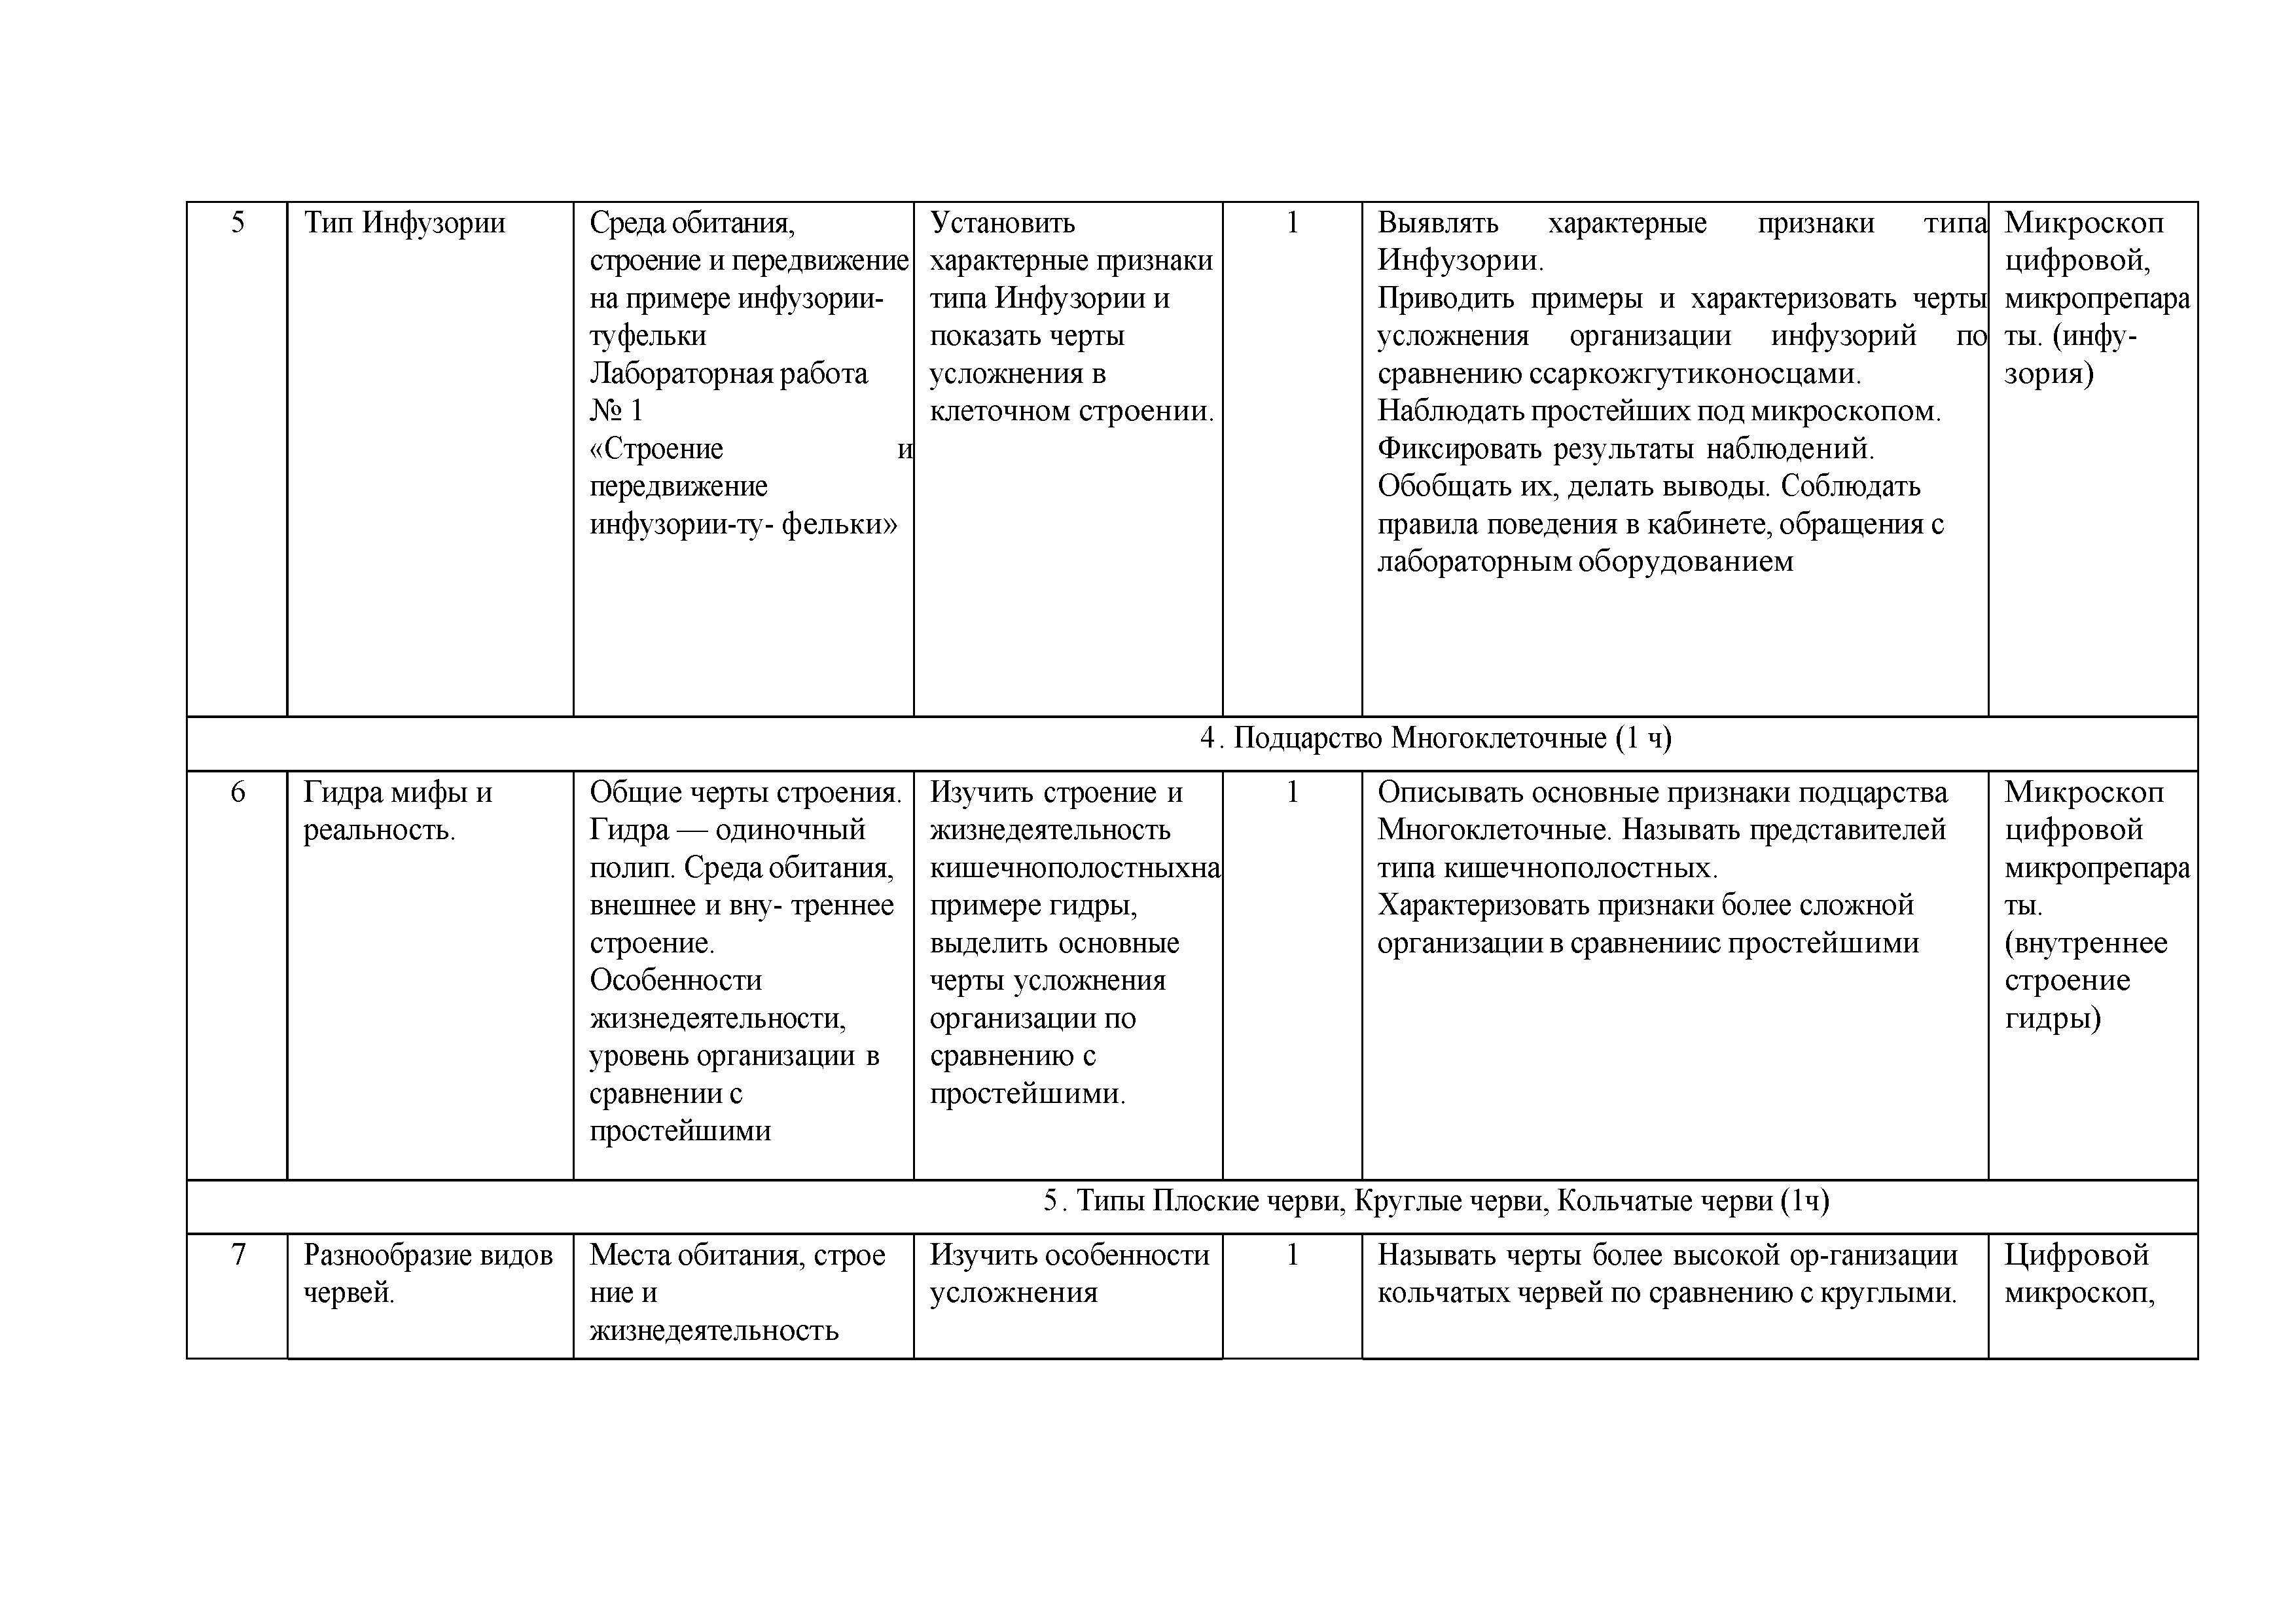 5
Тип Инфузории
Среда обитания,
строение и передвижение
на примере инфузории-
туфельки
Лабораторная работа
№ 1
«Строение и
передвижение
инфузории-ту- фельки»
Установить
характерные признаки
типа Инфузории и
показать черты
усложнения в
клеточном строении.
1
Выявлять характерные признаки типа
Инфузории.
Приводить примеры и характеризовать черты
усложнения организации инфузорий по
сравнению ссаркожгутиконосцами.
Наблюдать простейших под микроскопом.
Фиксировать результаты наблюдений.
Обобщать их, делать выводы. Соблюдать
правила поведения в кабинете, обращения с
лабораторным оборудованием
Микроскоп
цифровой,
микропрепара
ты. (инфу-
зория)
4. Подцарство Многоклеточные (1 ч)
6
Гидра мифы и
реальность.
Общие черты строения.
Гидра — одиночный
полип. Среда обитания,
внешнее и вну- треннее
строение.
Особенности
жизнедеятельности,
уровень организации в
сравнении с
простейшими
Изучить строение и
жизнедеятельность
кишечнополостныхна
примере гидры,
выделить основные
черты усложнения
организации по
сравнению с
простейшими.
1
Описывать основные признаки подцарства
Многоклеточные. Называть представителей
типа кишечнополостных.
Характеризовать признаки более сложной
организации в сравнениис простейшими
Микроскоп
цифровой
микропрепара
ты.
(внутреннее
строение
гидры)
5. Типы Плоские черви, Круглые черви, Кольчатые черви (1ч)
7
Разнообразие видов
червей.
Места обитания, строе
ние и
жизнедеятельность
Изучить особенности
усложнения
1
Называть черты более высокой ор-ганизации
кольчатых червей по сравнению с круглыми.
Цифровой
микроскоп,